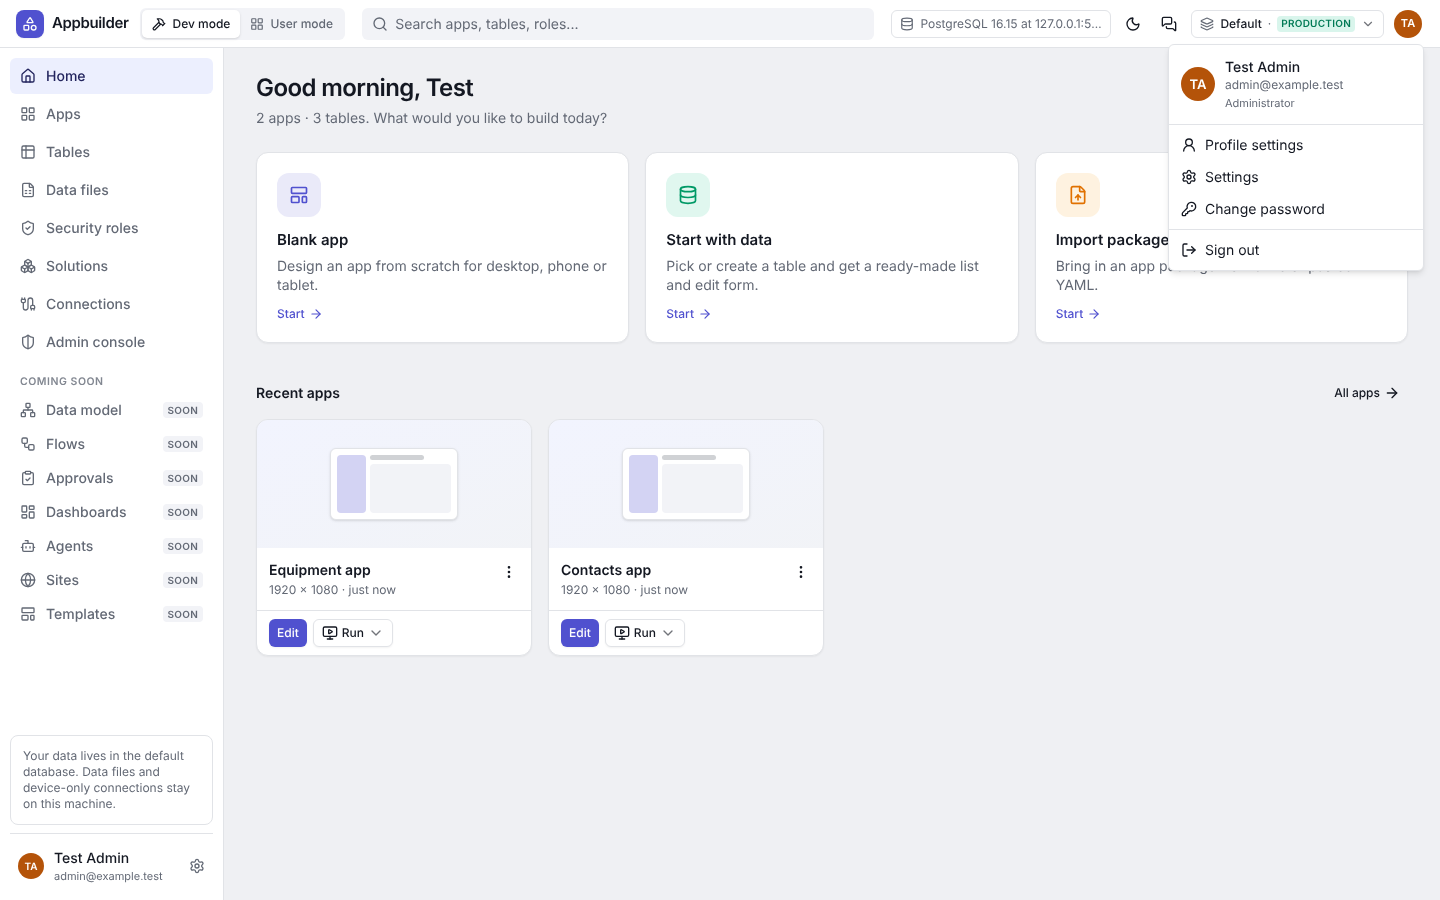 Appbuilder
Dev mode
User mode
Search apps, tables, roles...
PostgreSQL 16.15 at 127.0.0.1:5...
Default · PRODUCTION
TA
Home
Apps
Tables
Data files
Security roles
Solutions
Connections
Admin console
COMING SOON
Data model SOON
Flows SOON
Approvals SOON
Dashboards SOON
Agents SOON
Sites SOON
Templates SOON
Your data lives in the default
database. Data files and
device-only connections stay
on this machine.
TA
Test Admin
admin@example.test
Good morning, Test
2 apps · 3 tables. What would you like to build today?
Blank app
Design an app from scratch for desktop, phone or
tablet.
Start
Start with data
Pick or create a table and get a ready-made list
and edit form.
Start
Import package
Bring in an app
YAML.
Start
TA
Test Admin
admin@example.test
Administrator
Profile settings
Settings
Change password
Sign out
Recent apps
All apps
Equipment app
1920 × 1080 · just now
Edit
Run
Contacts app
1920 × 1080 · just now
Edit
Run